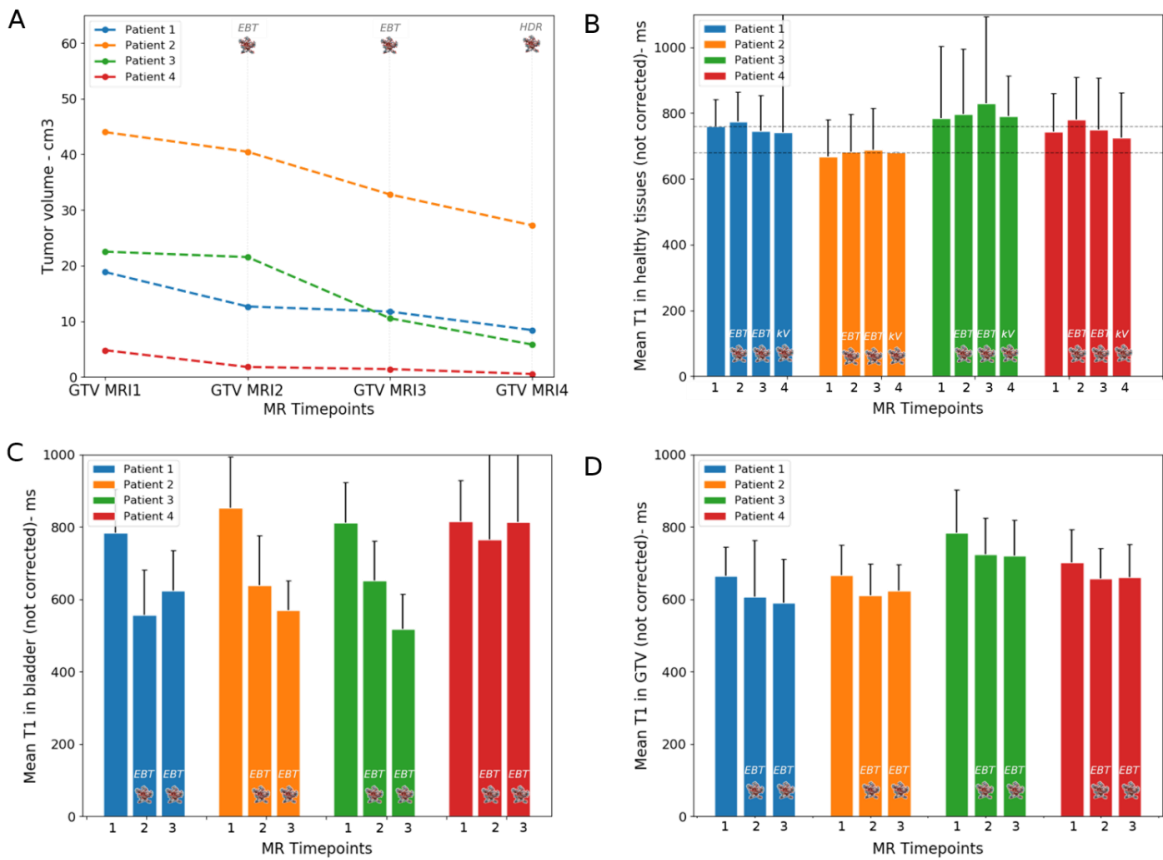 A
Patient 1
Patient 2
Patient 3
Patient 4
EBT
EBT
HDR
Tumor volume - cm3
60
50
40
30
20
10
0
GTV MRI1
GTV MRI2
GTV MRI3
GTV MRI4
MR Timepoints
B
Patient 1
Patient 2
Patient 3
Patient 4
Mean T1 in healthy tissues (not corrected)- ms
1000
800
600
400
200
0
EBT EBT kV
EBT EBT kV
EBT EBT kV
EBT EBT kV
1 2 3 4 1 2 3 4 1 2 3 4 1 2 3 4
MR Timepoints
C
Patient 1
Patient 2
Patient 3
Patient 4
Mean T1 in bladder (not corrected)- ms
1000
800
600
400
200
0
EBT EBT
EBT EBT
EBT EBT
EBT EBT
1 2 3 1 2 3 1 2 3 1 2 3
MR Timepoints
D
Patient 1
Patient 2
Patient 3
Patient 4
Mean T1 in GTV (not corrected)- ms
1000
800
600
400
200
0
EBT EBT
EBT EBT
EBT EBT
EBT EBT
1 2 3 1 2 3 1 2 3 1 2 3
MR Timepoints